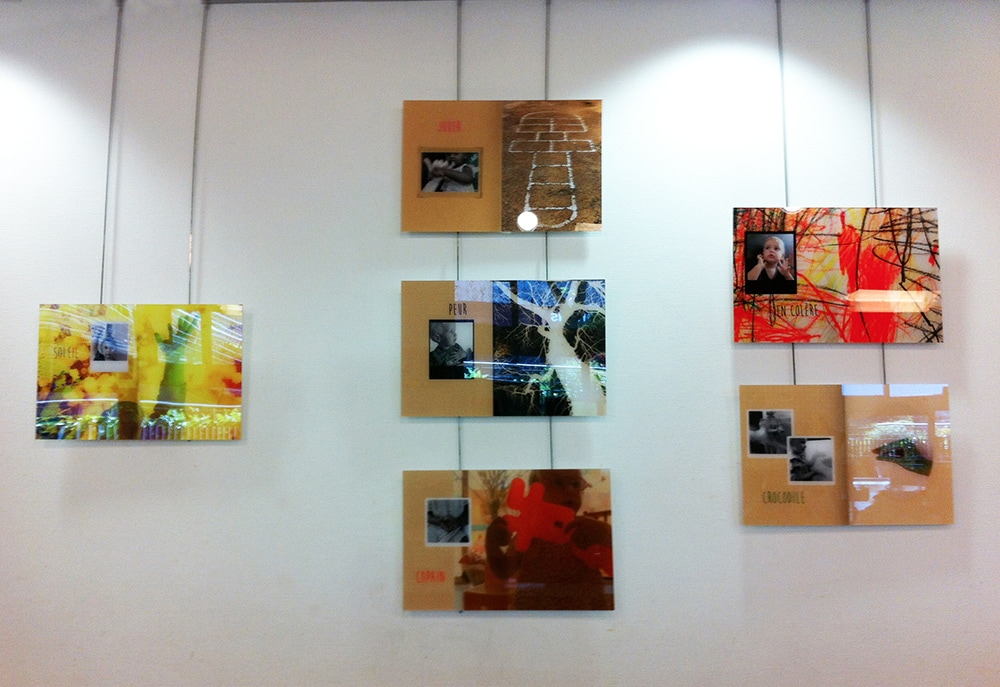 SOLEIL
JOUER
PEUR
COPAIN
EN COLÈRE
CROCODILE